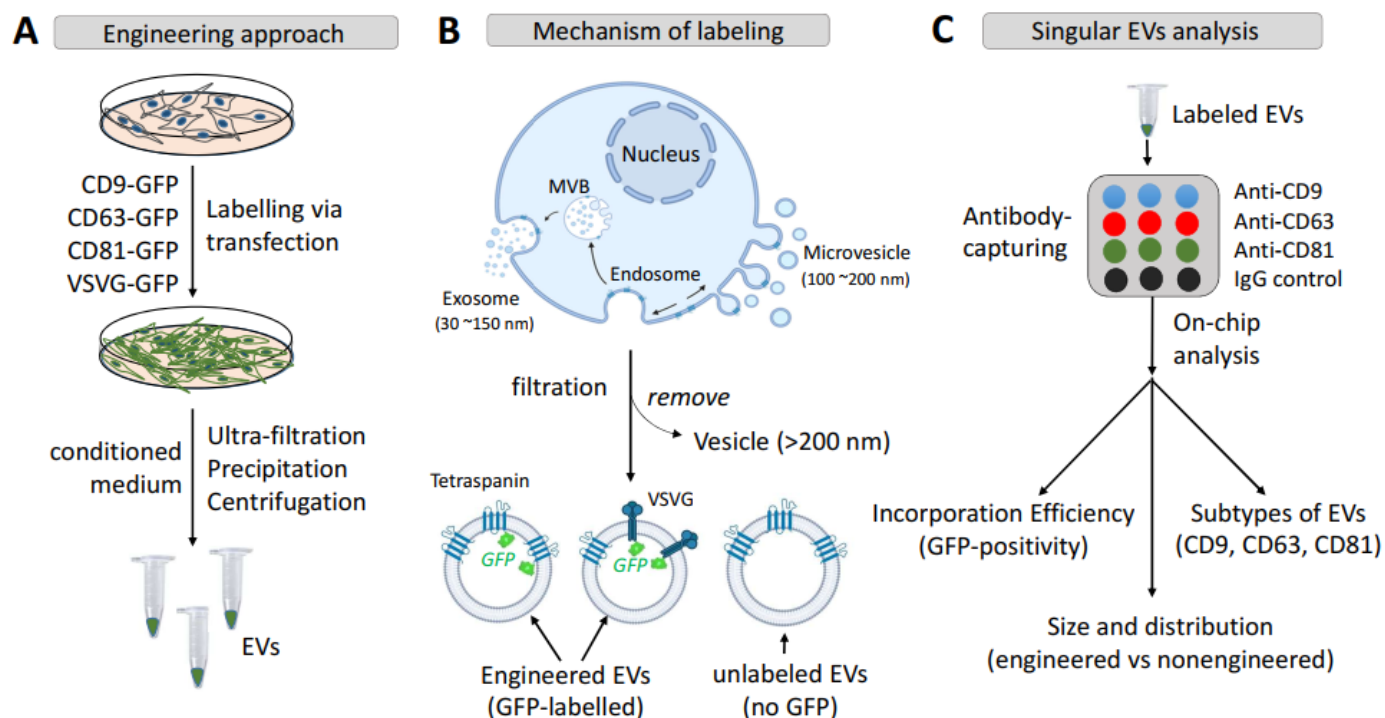 A
Engineering approach
CD9-GFP
CD63-GFP
CD81-GFP
VSVG-GFP
Labelling via
transfection
conditioned
medium
Ultra-filtration
Precipitation
Centrifugation
EVs
B
Mechanism of labeling
Nucleus
MVB
Endosome
Exosome
(30 ~150 nm)
Microvesicle
(100 ~200 nm)
filtration
remove
Vesicle (>200 nm)
Tetraspanin
VSVG
GFP
GFP
Engineered EVs
(GFP-labelled)
unlabeled EVs
(no GFP)
C
Singular EVs analysis
Labeled EVs
Antibody-
capturing
Anti-CD9
Anti-CD63
Anti-CD81
IgG control
On-chip
analysis
Incorporation Efficiency
(GFP-positivity)
Subtypes of EVs
(CD9, CD63, CD81)
Size and distribution
(engineered vs nonengineered)